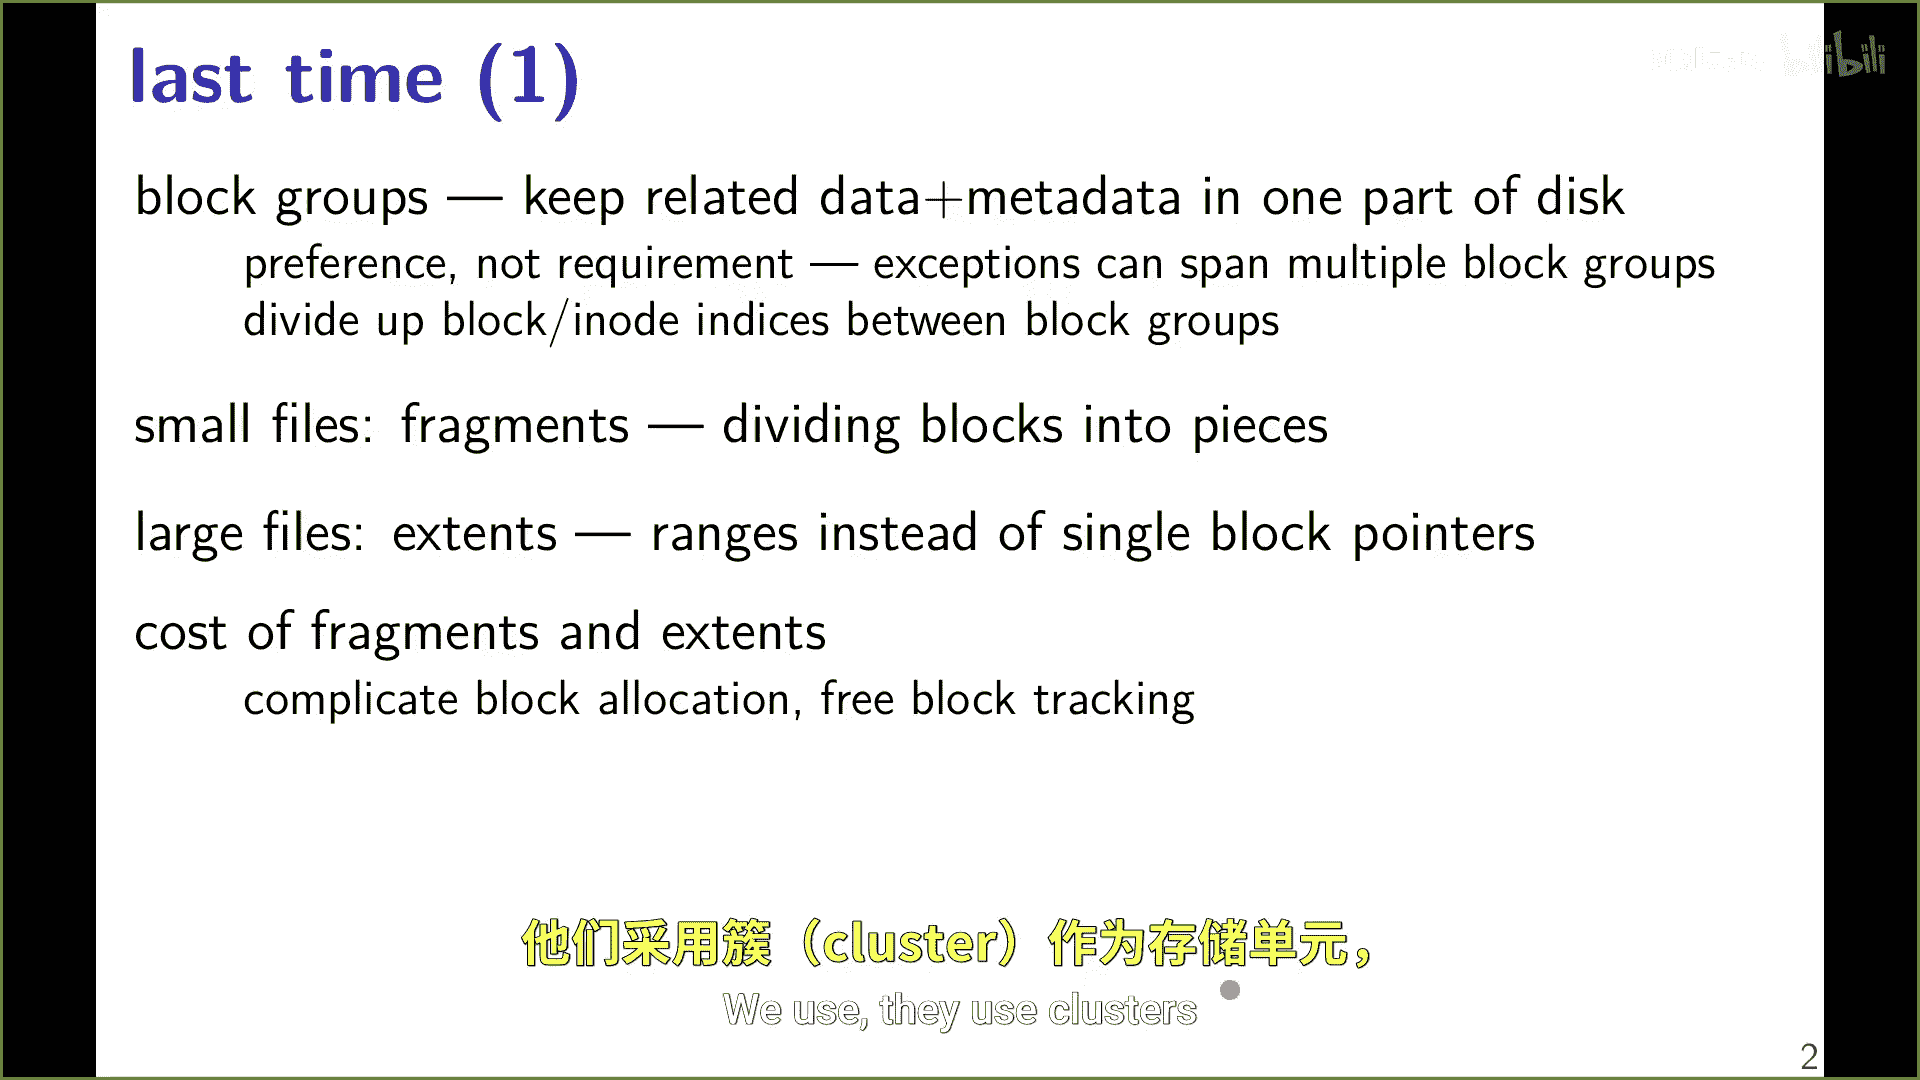 last time (1)
bilibili
block groups — keep related data+metadata in one part of disk
preference, not requirement — exceptions can span multiple block groups
divide up block/inode indices between block groups
small files: fragments — dividing blocks into pieces
large files: extents — ranges instead of single block pointers
cost of fragments and extents
complicate block allocation, free block tracking
他们采用簇（cluster）作为存储单元，
We use, they use clusters
2